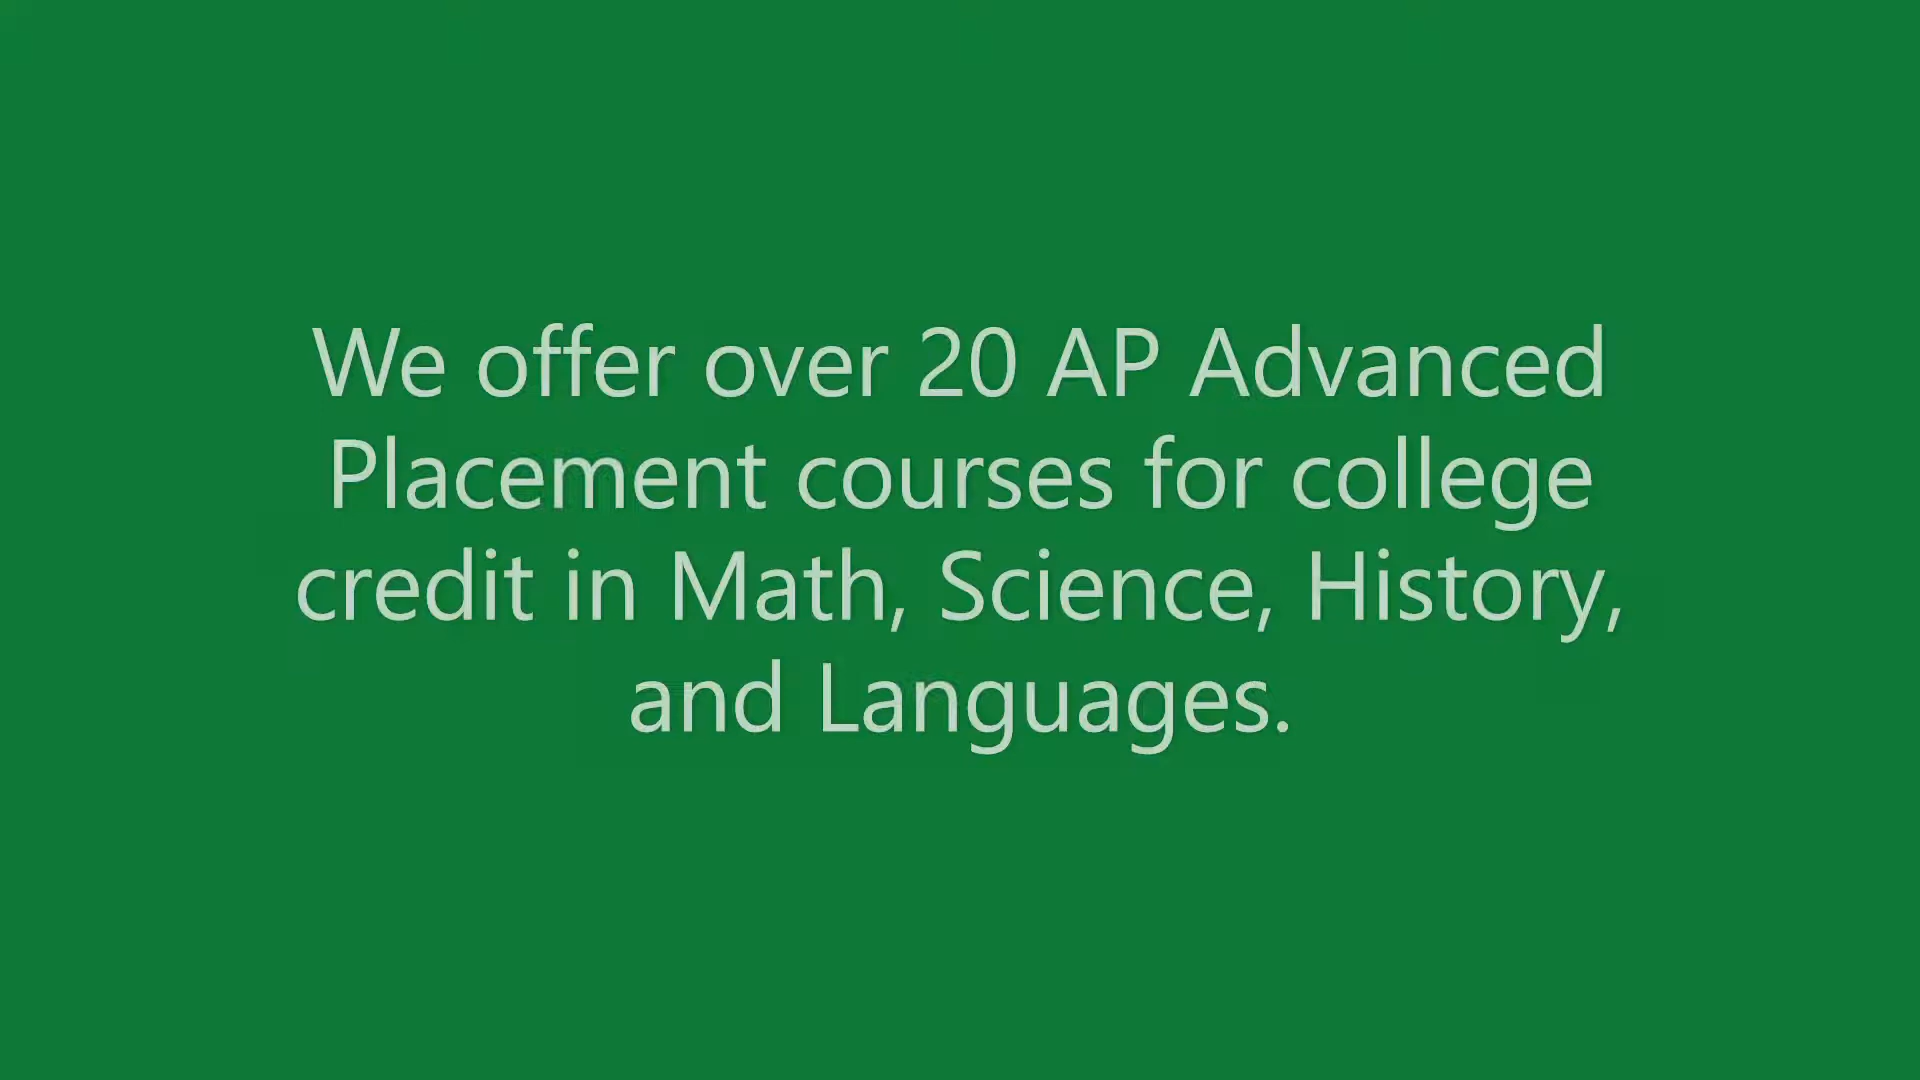 We offer over 20 AP Advanced
Placement courses for college
credit in Math, Science, History,
and Languages.